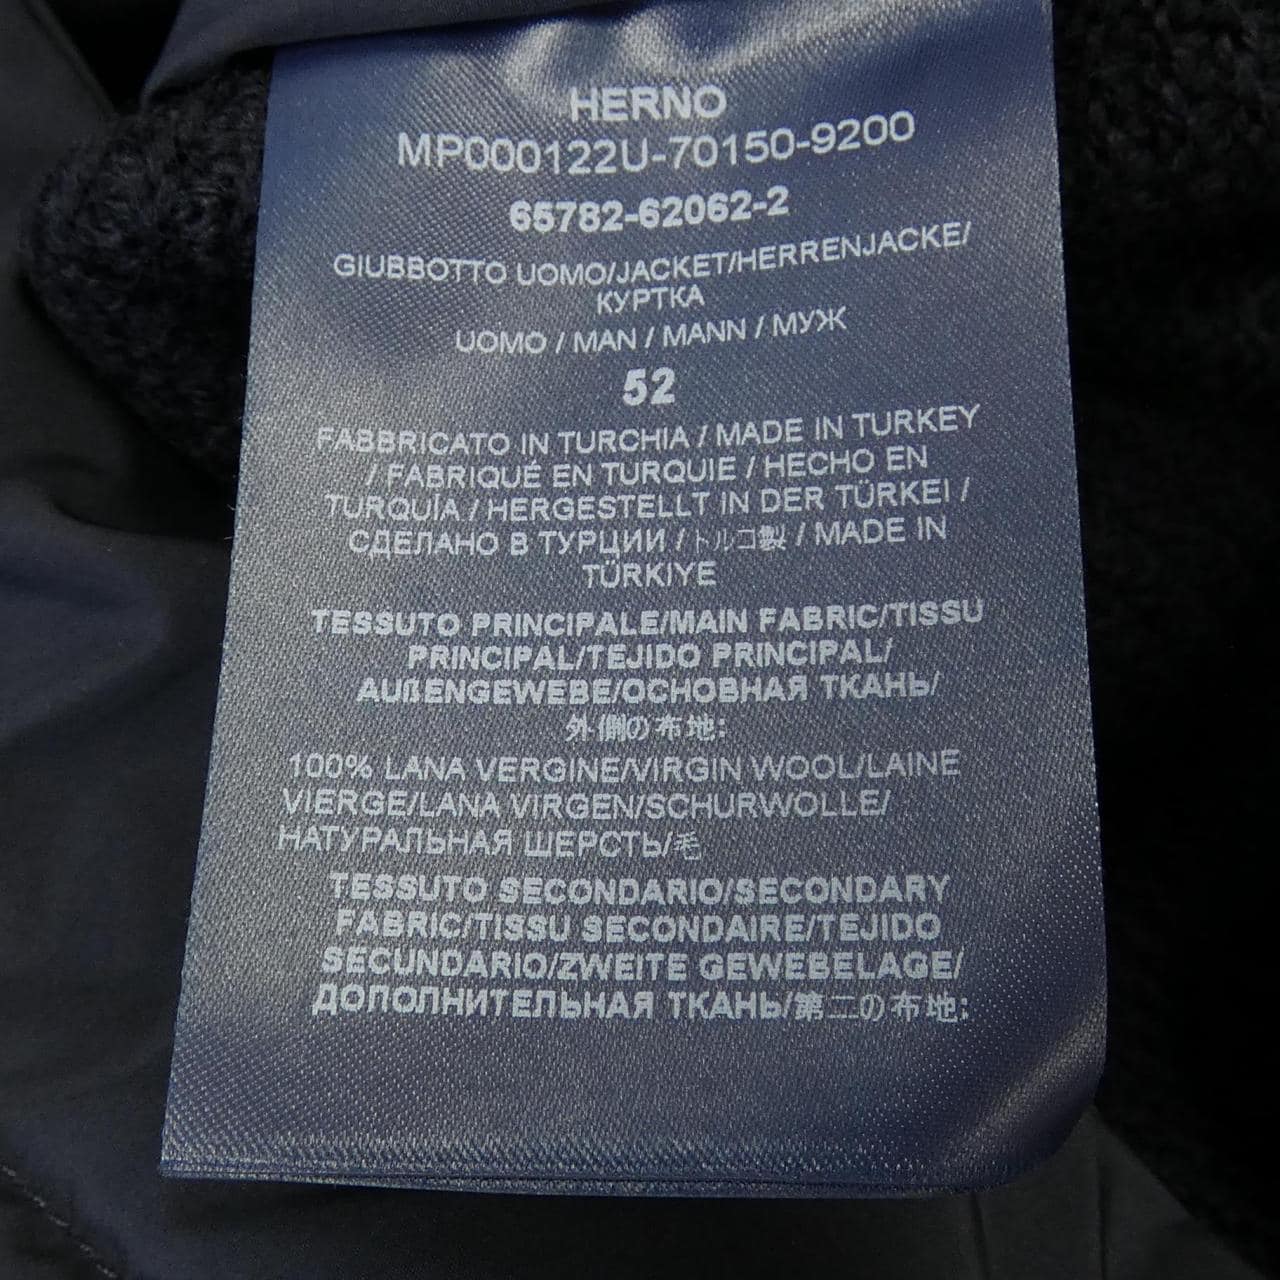 HERNO
MP000122U-70150-9200
65782-62062-2
GIUBBOTTO UOMO/JACKET/HERRENJACKE/
КУРТКА
UOMO / MAN / MANN / МУЖ
52
FABBRICATO IN TURCHIA / MADE IN TURKEY
/ FABRIQUÉ EN TURQUIE / HECHO EN
TURQUÍA / HERGESTELLT IN DER TÜRKEI /
СДЕЛАНО В ТУРЦИИ / トルコ製 / MADE IN
TÜRKIYE
TESSUTO PRINCIPALE/MAIN FABRIC/TISSU
PRINCIPAL/TEJIDO PRINCIPAL/
AUßENGEWEBE/ОСНОВНАЯ ТКАНЬ/
外側の布地:
100% LANA VERGINE/VIRGIN WOOL/LAINE
VIERGE/LANA VIRGEN/SCHURWOLLE/
НАТУРАЛЬНАЯ ШЕРСТЬ/毛
TESSUTO SECONDARIO/SECONDARY
FABRIC/TISSU SECONDAIRE/TEJIDO
SECUNDARIO/ZWEITE GEWEBELAGE/
ДОПОЛНИТЕЛЬНАЯ ТКАНЬ/第二の布地: